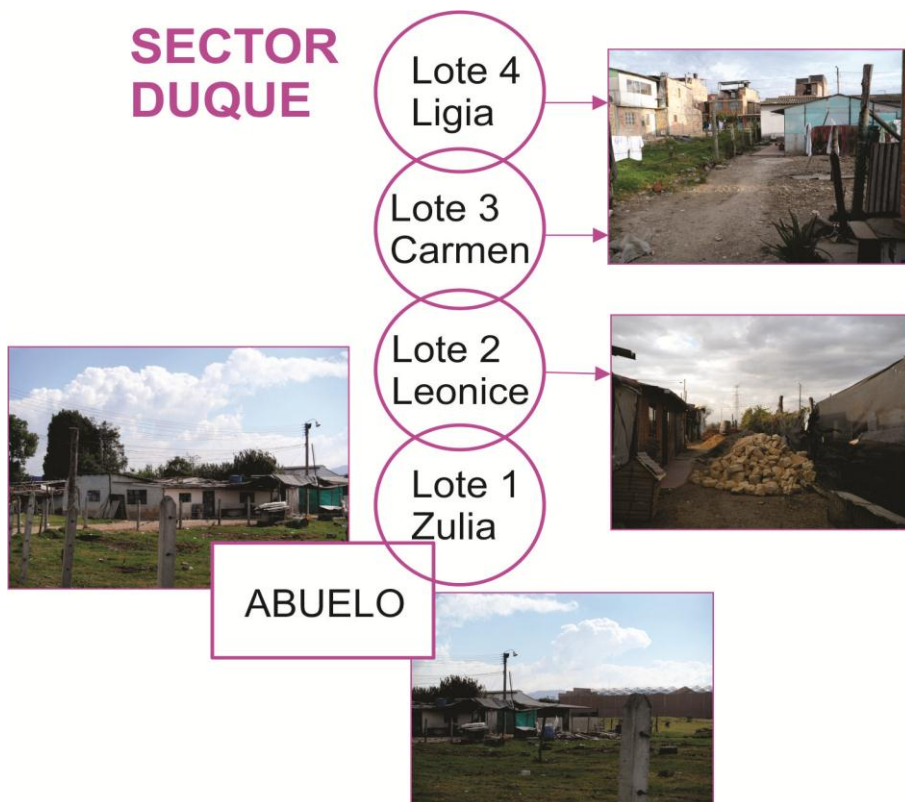 SECTOR
DUQUE
Lote 4
Ligia
Lote 3
Carmen
Lote 2
Leonice
Lote 1
Zulia
ABUELO